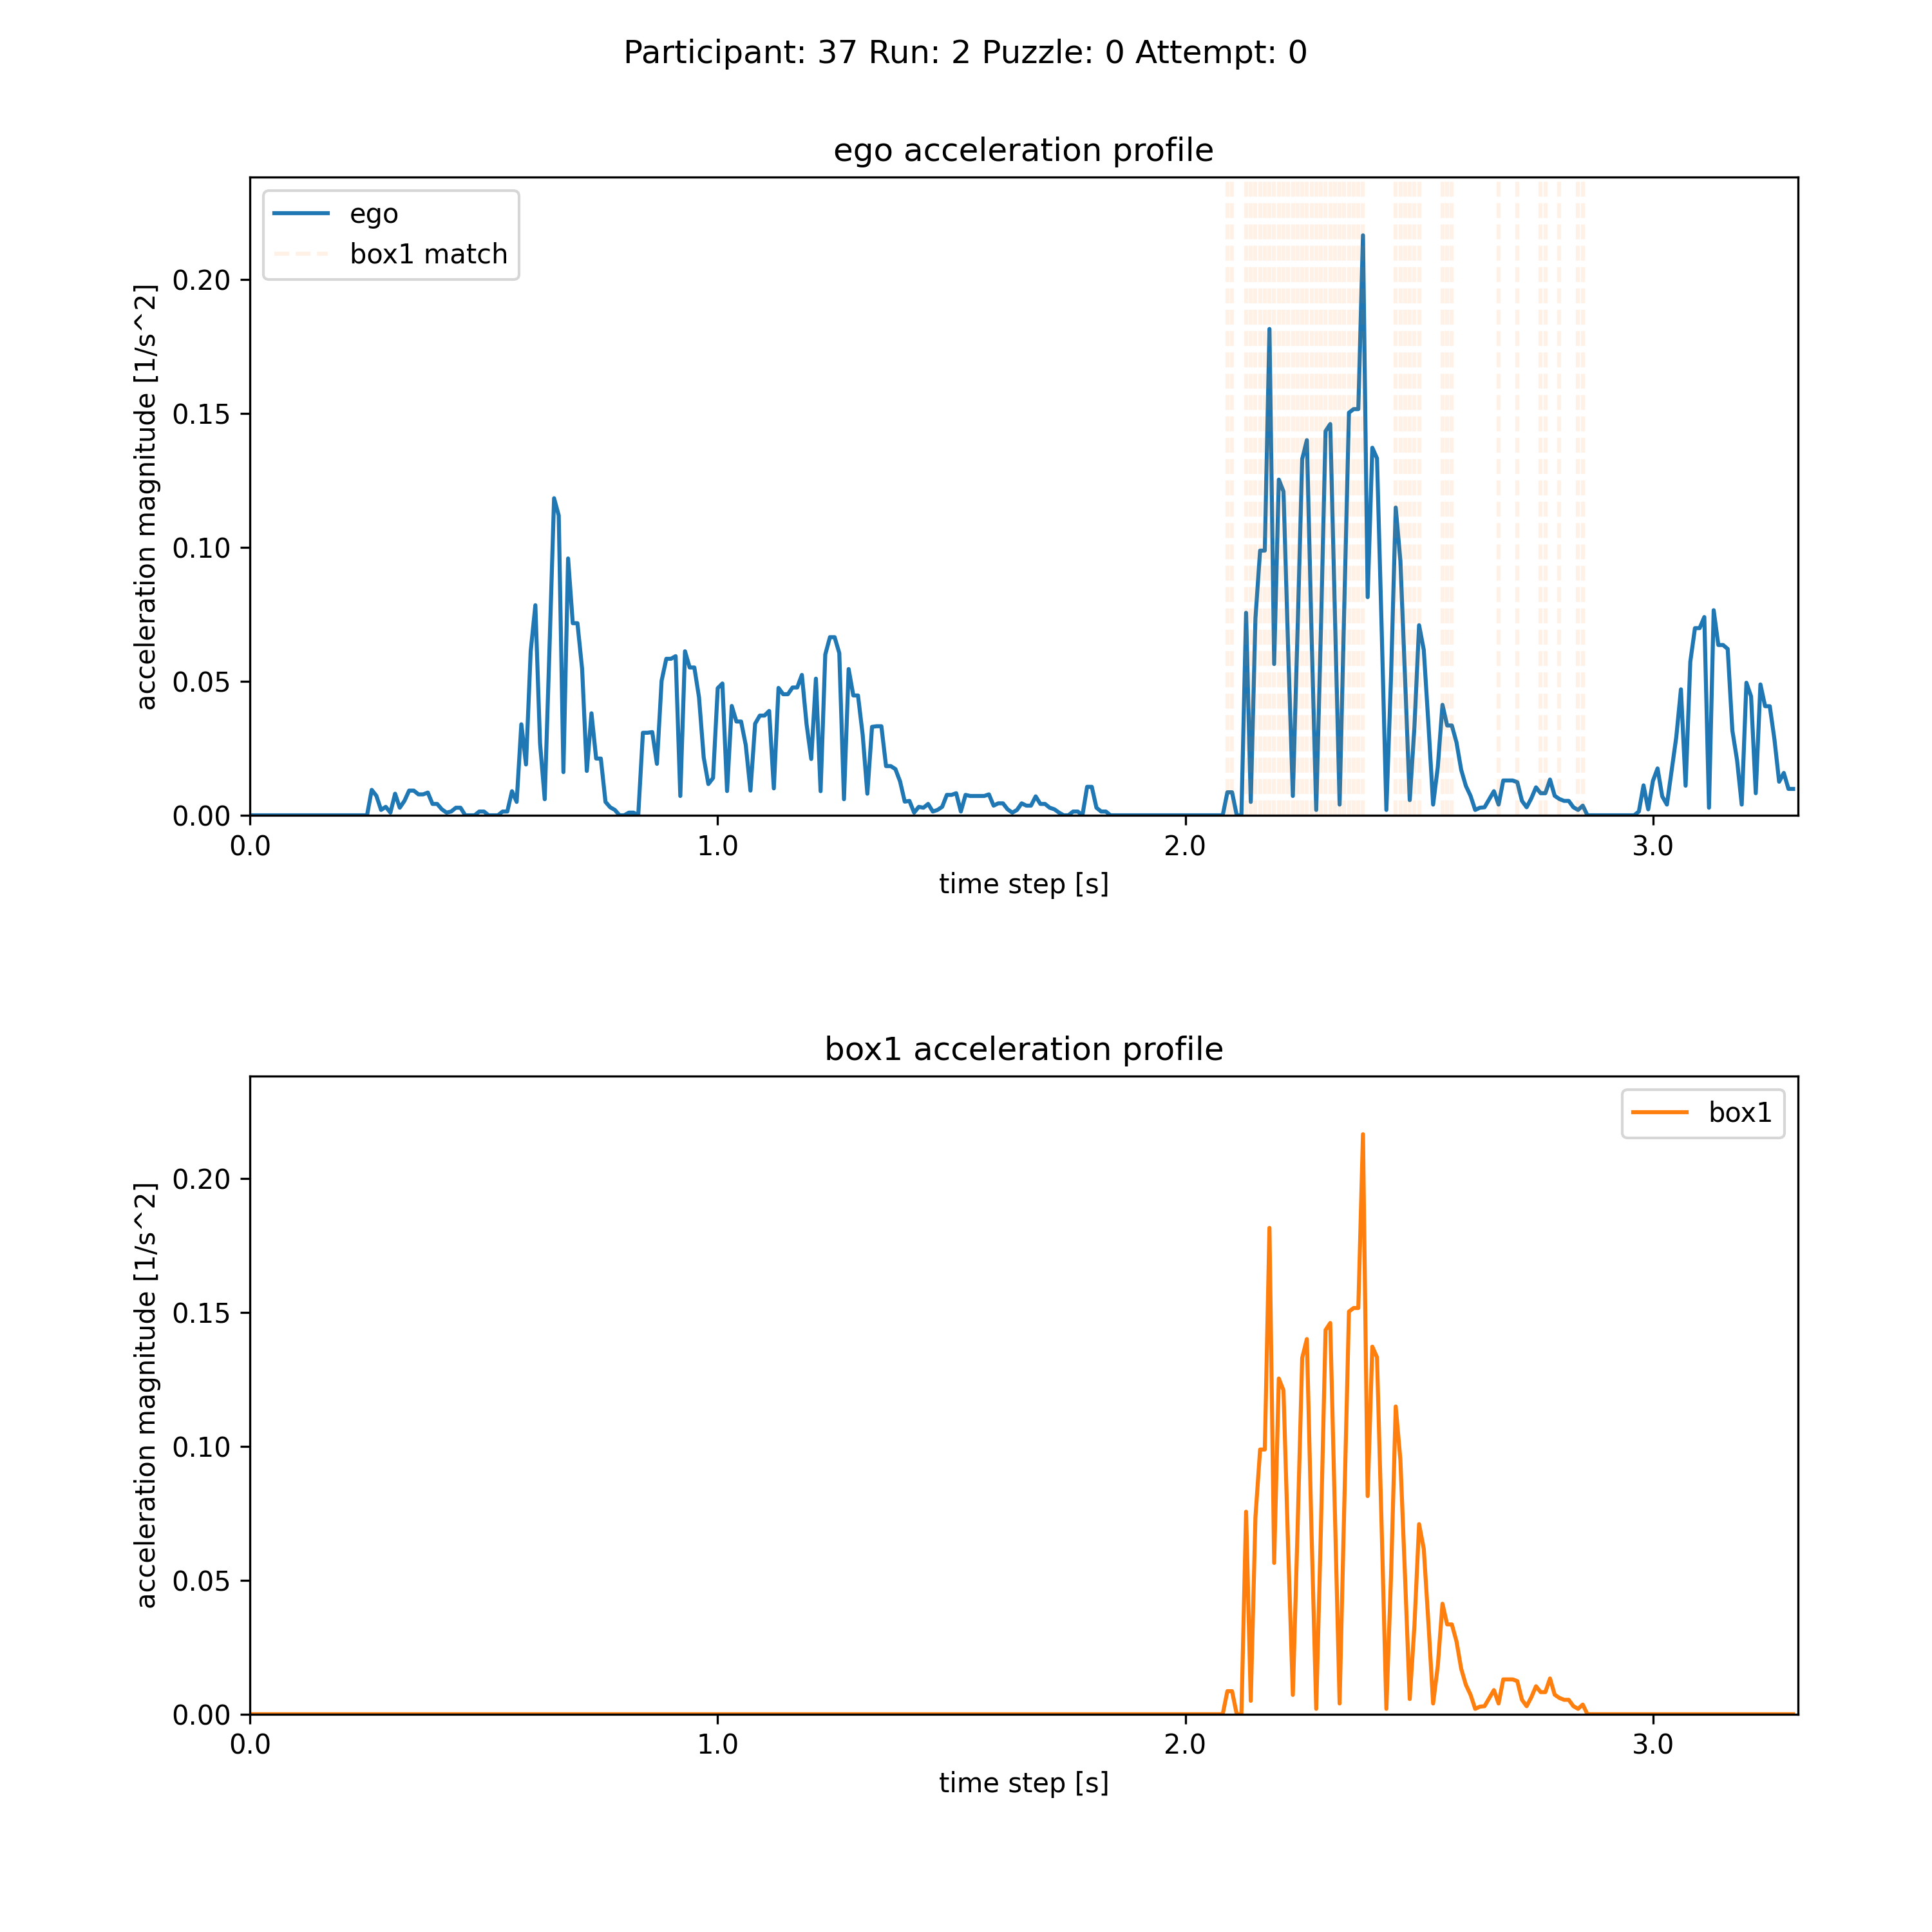 Participant: 37 Run: 2 Puzzle: 0 Attempt: 0
ego acceleration profile
ego
box1 match
acceleration magnitude [1/s^2]
0.20
0.15
0.10
0.05
0.00
0.0 1.0 2.0 3.0
time step [s]
box1 acceleration profile
box1
acceleration magnitude [1/s^2]
0.20
0.15
0.10
0.05
0.00
0.0 1.0 2.0 3.0
time step [s]